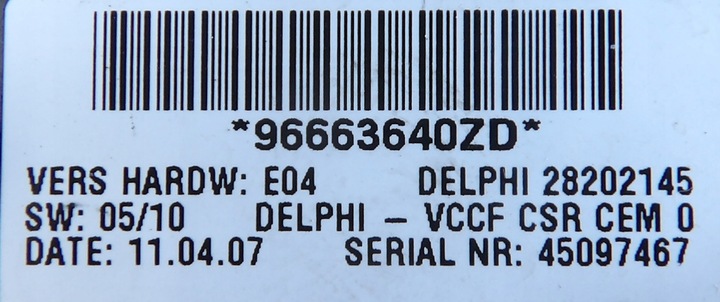 *96663640ZD*
VERS HARDW: E04 DELPHI 28202145
SW: 05/10 DELPHI – VCCF CSR CEM 0
DATE: 11.04.07 SERIAL NR: 45097467